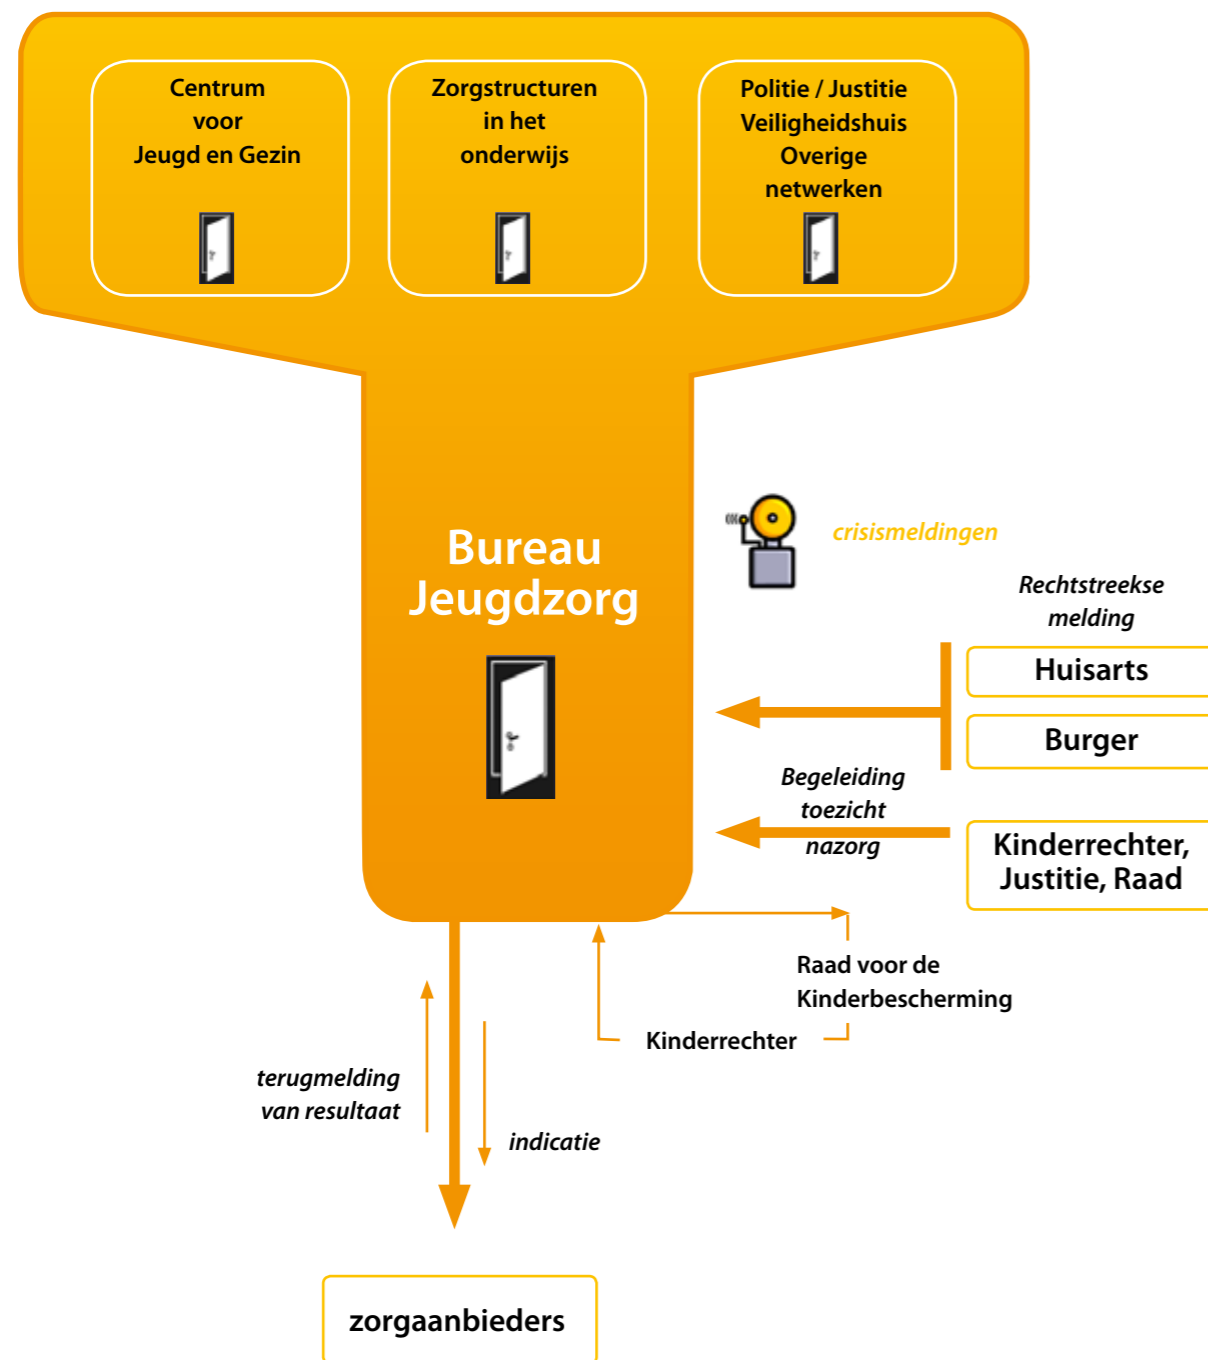 Centrum
voor
Jeugd en Gezin
Zorgstructuren
in het
onderwijs
Politie / Justitie
Veiligheidshuis
Overige
netwerken
Bureau
Jeugdzorg
crisismeldingen
Rechtstreekse
melding
Huisarts
Burger
Begeleiding
toezicht
nazorg
Kinderrechter,
Justitie, Raad
Raad voor de
Kinderbescherming
Kinderrechter
terugmelding
van resultaat
indicatie
zorgaanbieders